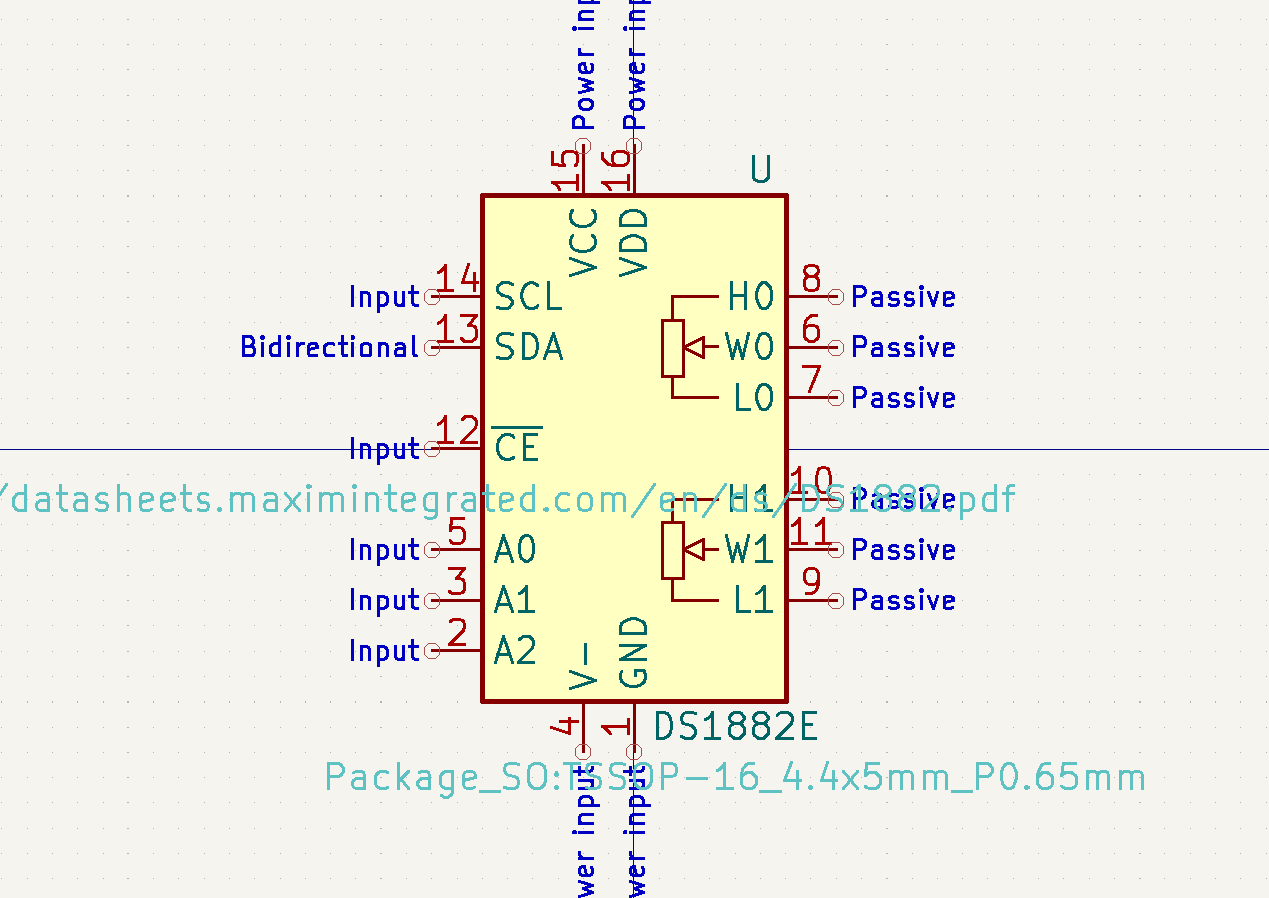 Power inp
Power inp
15
16
U
VCC
VDD
Input 14 SCL
H0 8 Passive
Bidirectional 13 SDA
W0 6 Passive
L0 7 Passive
Input 12 CE
/datasheets.maximintegrated.com/en/ds/DS1882.pdf
H1 10 Passive
Input 5 A0
W1 11 Passive
Input 3 A1
L1 9 Passive
Input 2 A2
V-
GND
4
1
DS1882E
Package_SO:TSSOP-16_4.4x5mm_P0.65mm
wer input
wer input